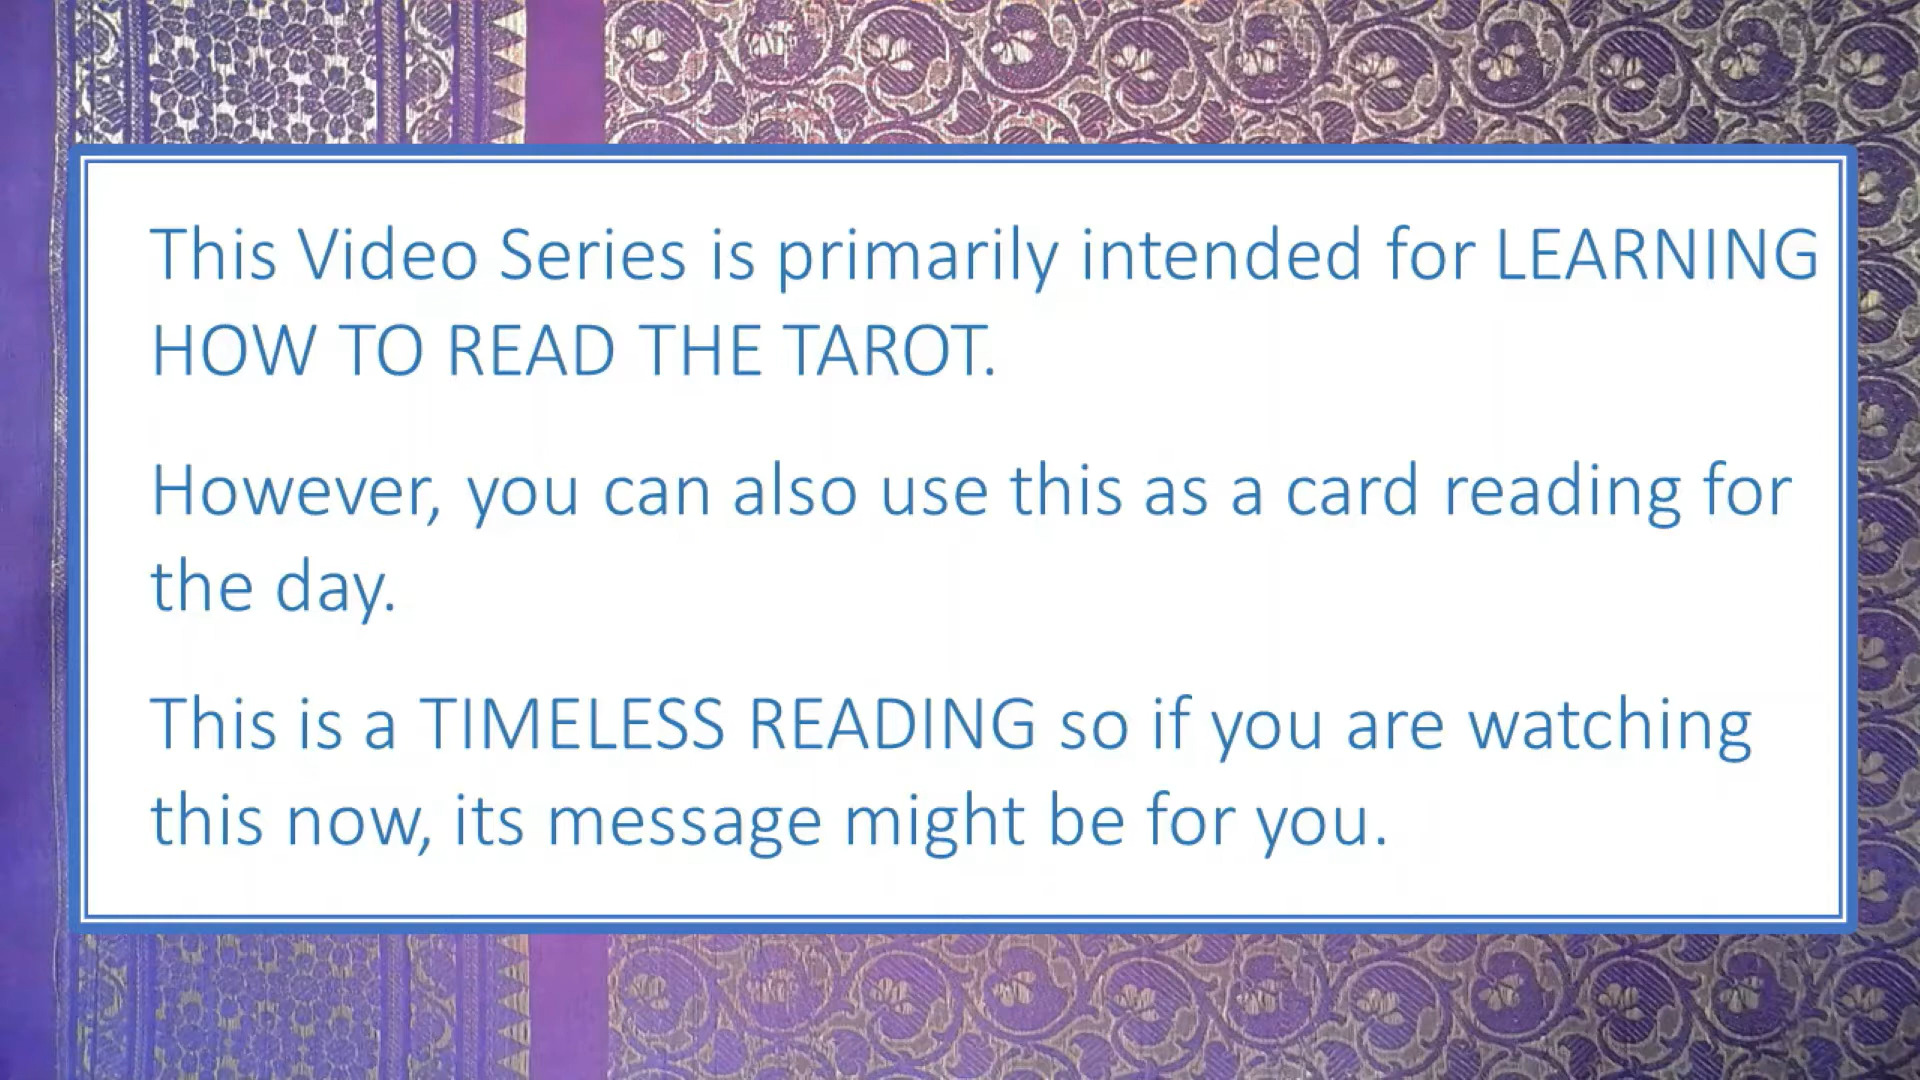 This Video Series is primarily intended for LEARNING
HOW TO READ THE TAROT.
However, you can also use this as a card reading for
the day.
This is a TIMELESS READING so if you are watching
this now, its message might be for you.